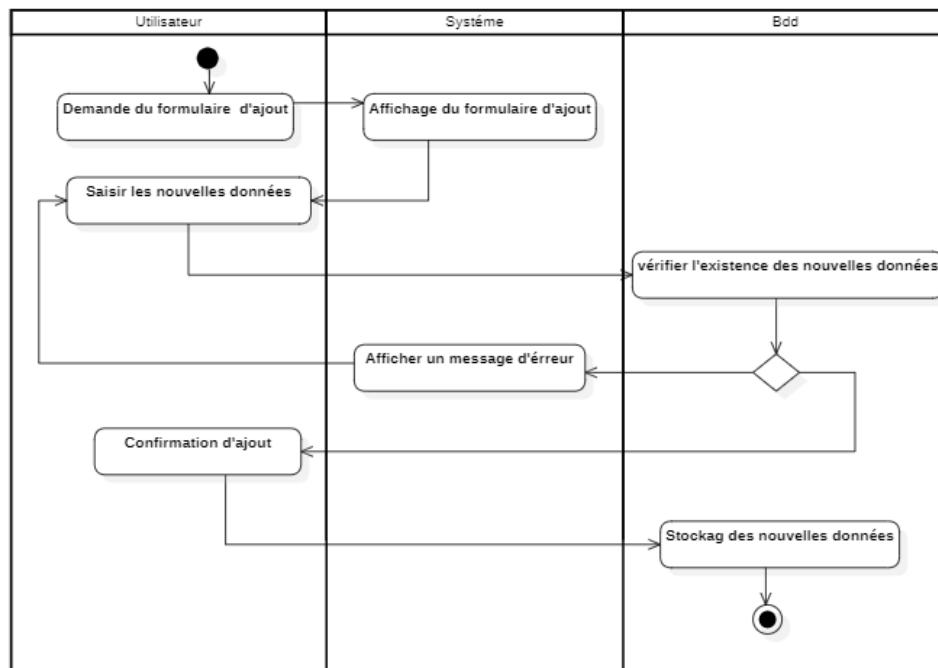 Utilisateur
Systéme
Bdd
Demande du formulaire d'ajout
Affichage du formulaire d'ajout
Saisir les nouvelles données
vérifier l'existence des nouvelles données
Afficher un message d'érreur
Confirmation d'ajout
Stockag des nouvelles données